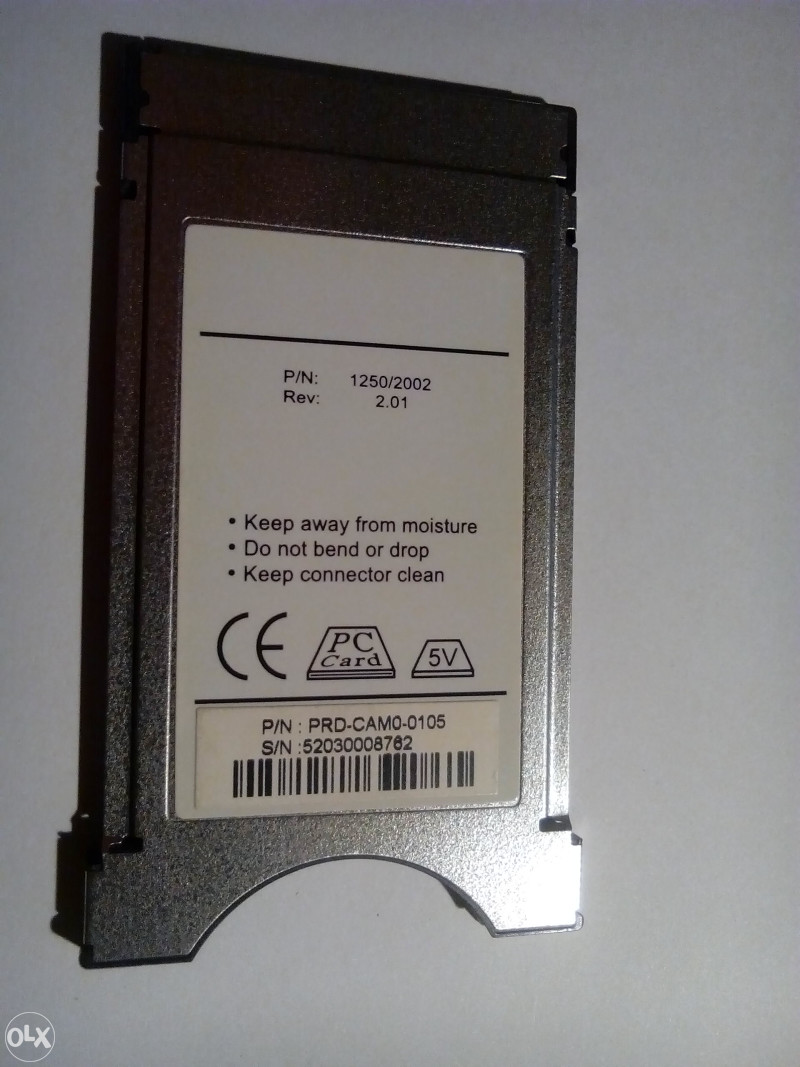 P/N: 1250/2002
Rev: 2.01
• Keep away from moisture
• Do not bend or drop
• Keep connector clean
CE
PC
Card
5V
P/N : PRD-CAM0-0105
S/N :52030008762
OLX